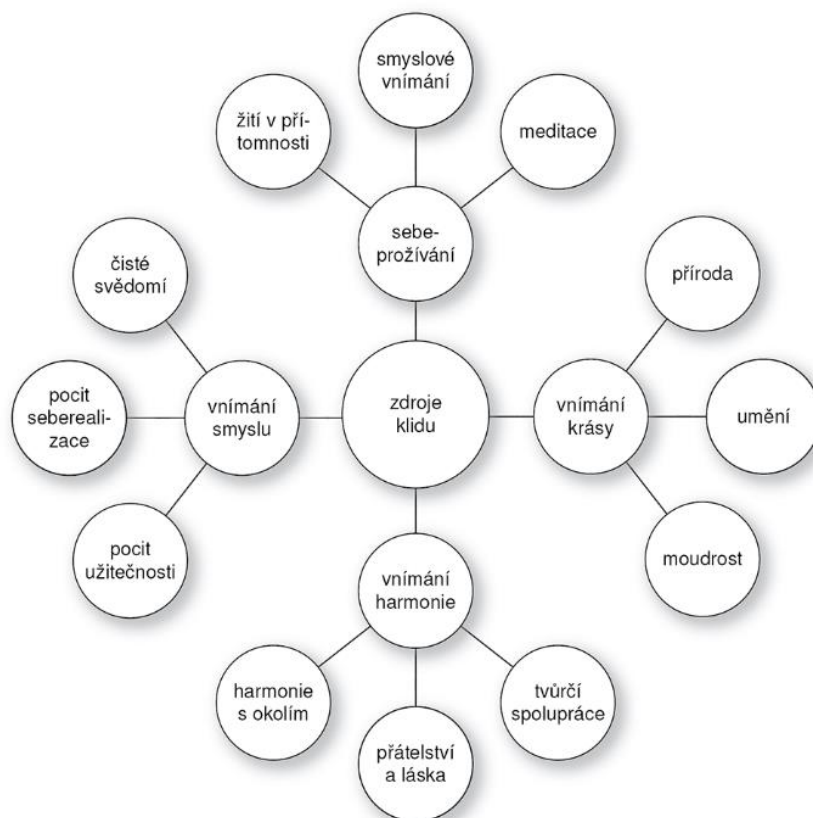 smyslové
vnímání
žití v pří-
tomnosti
meditace
sebe-
prožívání
čisté
svědomí
příroda
pocit
sebereali-
zace
vnímání
smyslu
zdroje
klidu
vnímání
krásy
umění
pocit
užitečnosti
moudrost
vnímání
harmonie
harmonie
s okolím
tvůrčí
spolupráce
přátelství
a láska